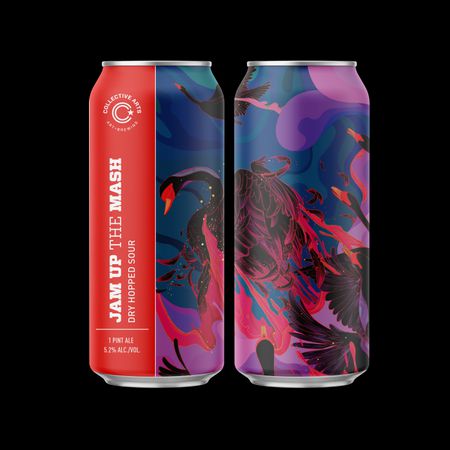 COLLECTIVE ARTS
ART + BREWING
JAM UP THE MASH
DRY HOPPED SOUR
1 PINT ALE
5.2% ALC./VOL.